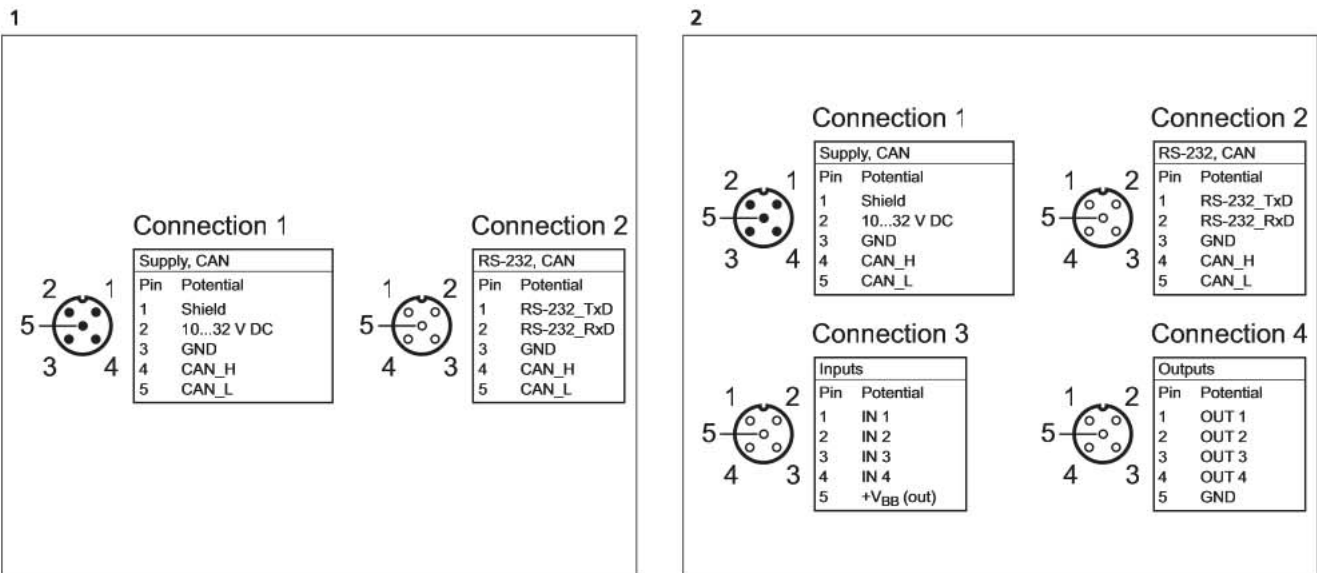 1
Connection 1
2
1
5
3
4
Supply, CAN
Pin Potential
1 Shield
2 10...32 V DC
3 GND
4 CAN_H
5 CAN_L
Connection 2
1
2
5
4
3
RS-232, CAN
Pin Potential
1 RS-232_TxD
2 RS-232_RxD
3 GND
4 CAN_H
5 CAN_L
2
Connection 1
2
1
5
3
4
Supply, CAN
Pin Potential
1 Shield
2 10...32 V DC
3 GND
4 CAN_H
5 CAN_L
Connection 2
1
2
5
4
3
RS-232, CAN
Pin Potential
1 RS-232_TxD
2 RS-232_RxD
3 GND
4 CAN_H
5 CAN_L
Connection 3
1
2
5
4
3
Inputs
Pin Potential
1 IN 1
2 IN 2
3 IN 3
4 IN 4
5 +VBB (out)
Connection 4
1
2
5
4
3
Outputs
Pin Potential
1 OUT 1
2 OUT 2
3 OUT 3
4 OUT 4
5 GND